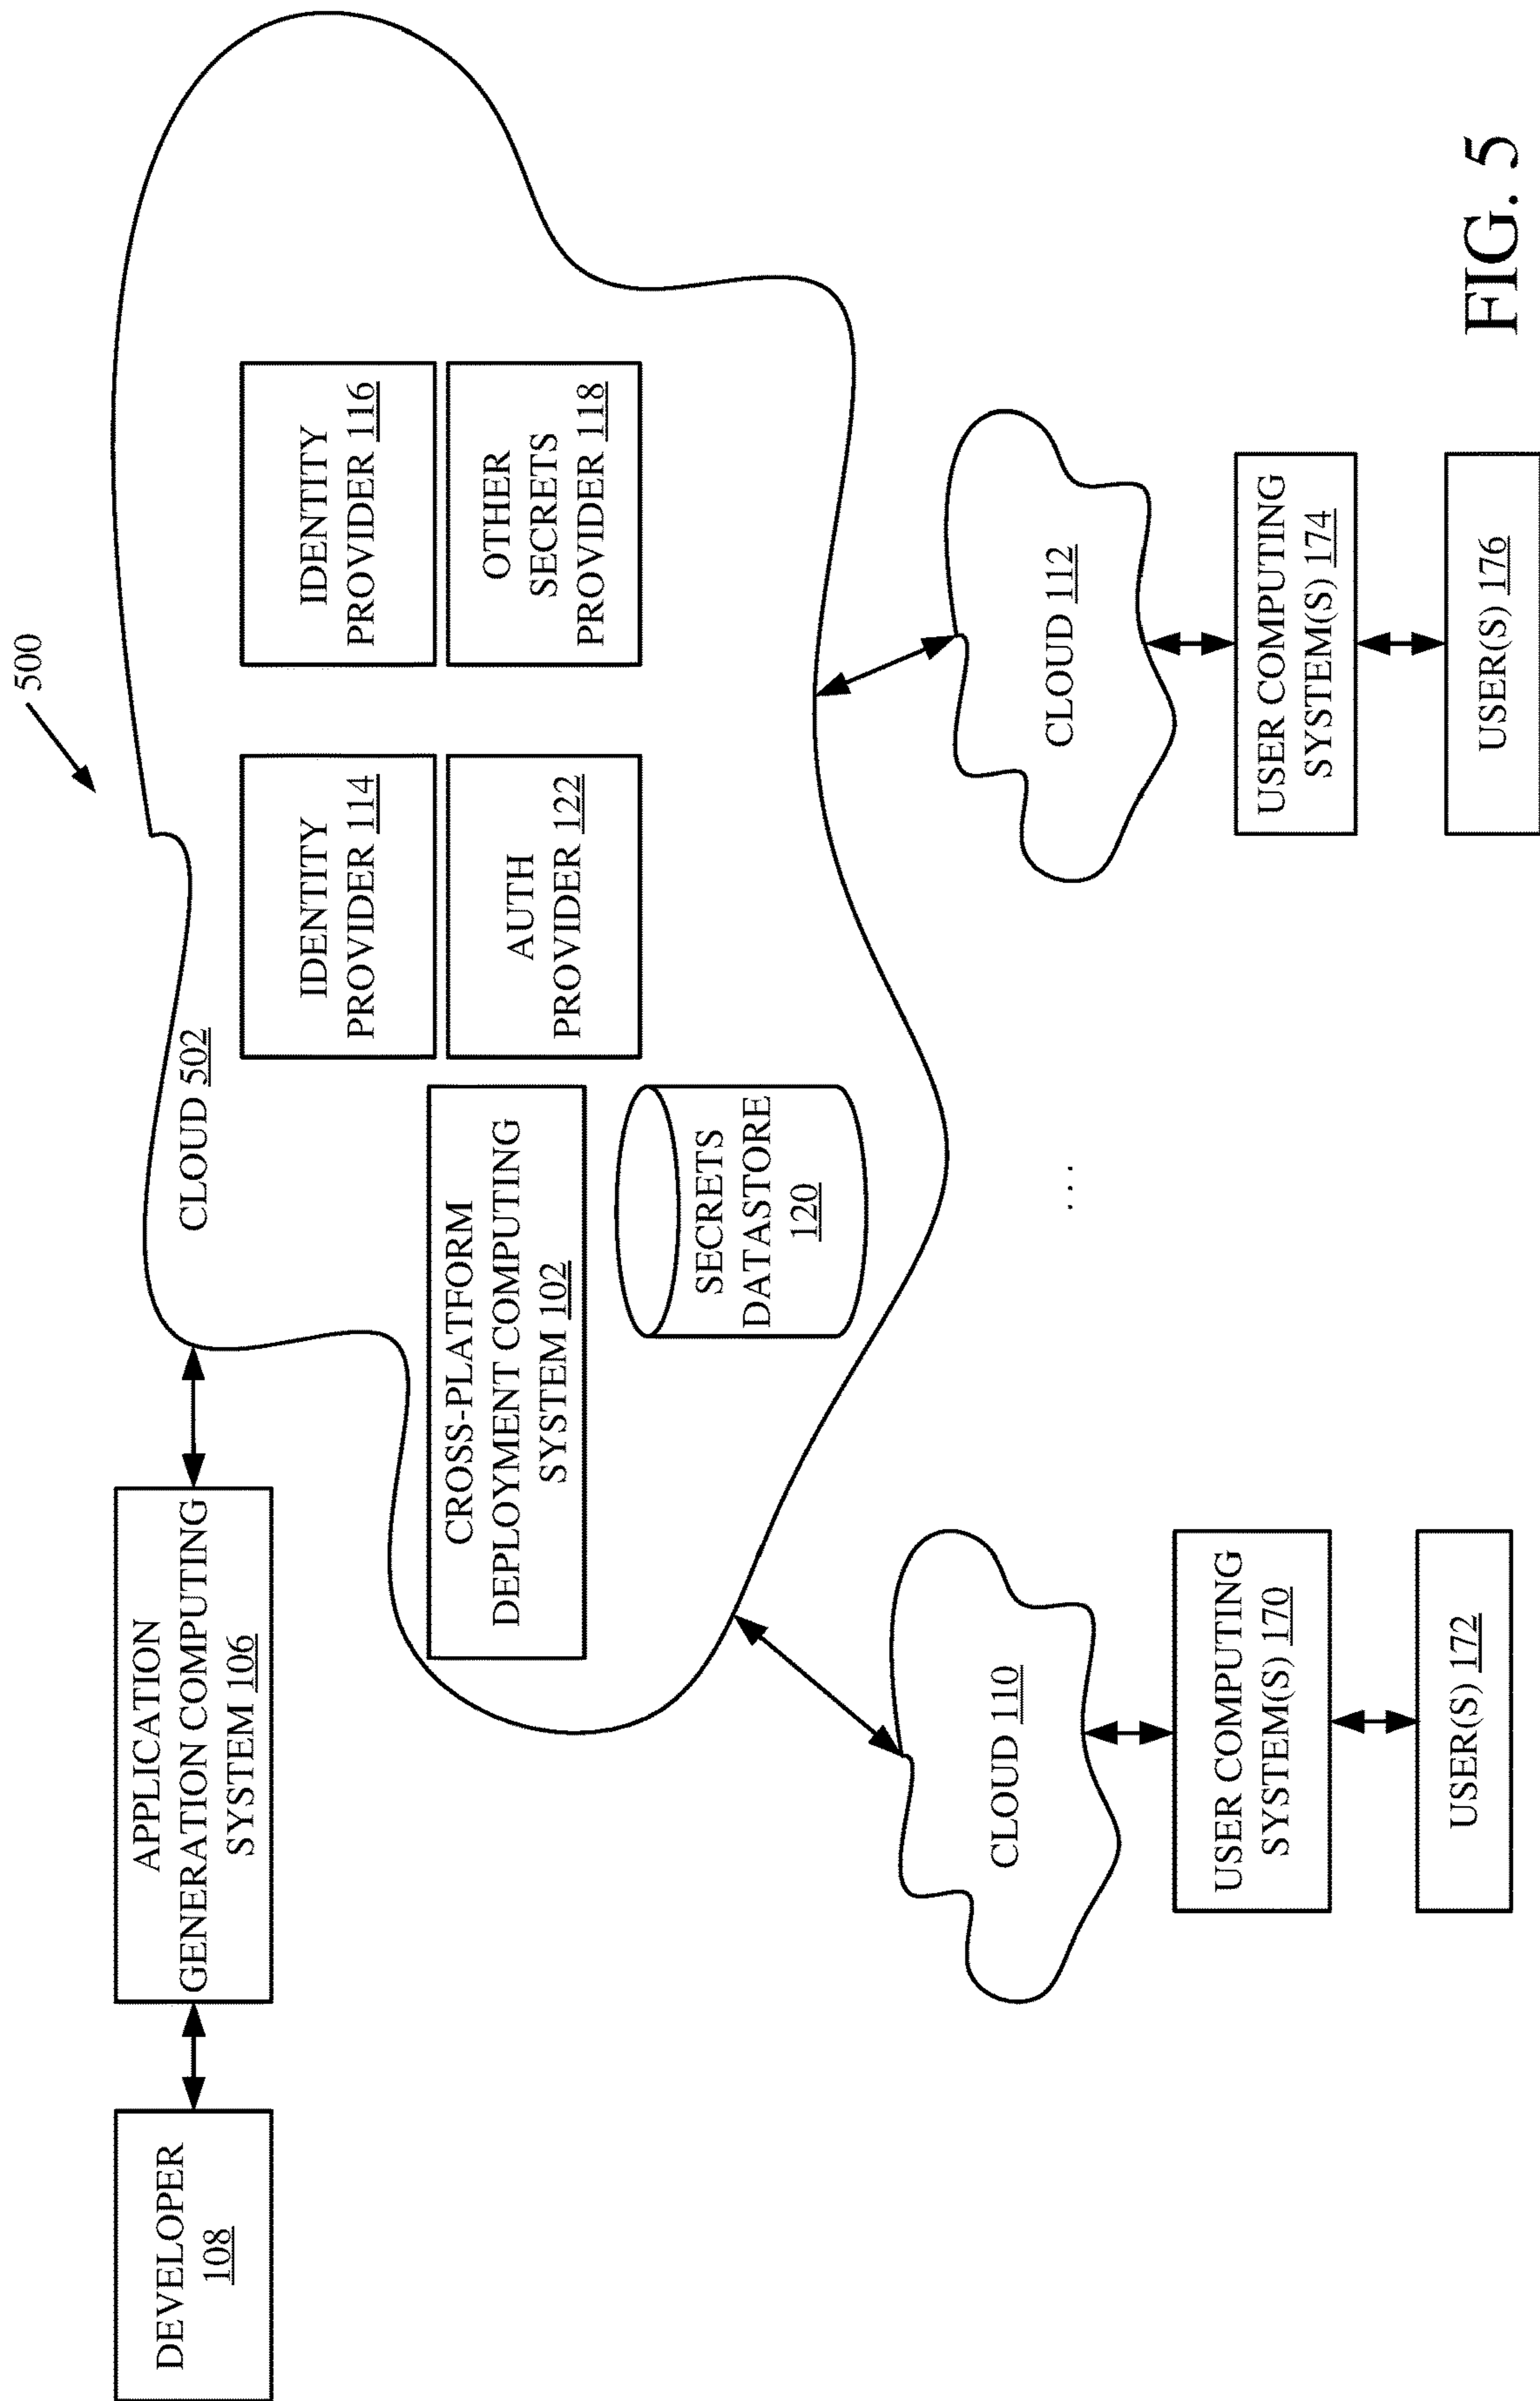 500
DEVELOPER
108
APPLICATION
GENERATION COMPUTING
SYSTEM 106
CLOUD 502
CROSS-PLATFORM
DEPLOYMENT COMPUTING
SYSTEM 102
SECRETS
DATASTORE
120
IDENTITY
PROVIDER 114
AUTH
PROVIDER 122
IDENTITY
PROVIDER 116
OTHER
SECRETS
PROVIDER 118
CLOUD 110
USER COMPUTING
SYSTEM(S) 170
USER(S) 172
...
CLOUD 112
USER COMPUTING
SYSTEM(S) 174
USER(S) 176
FIG. 5